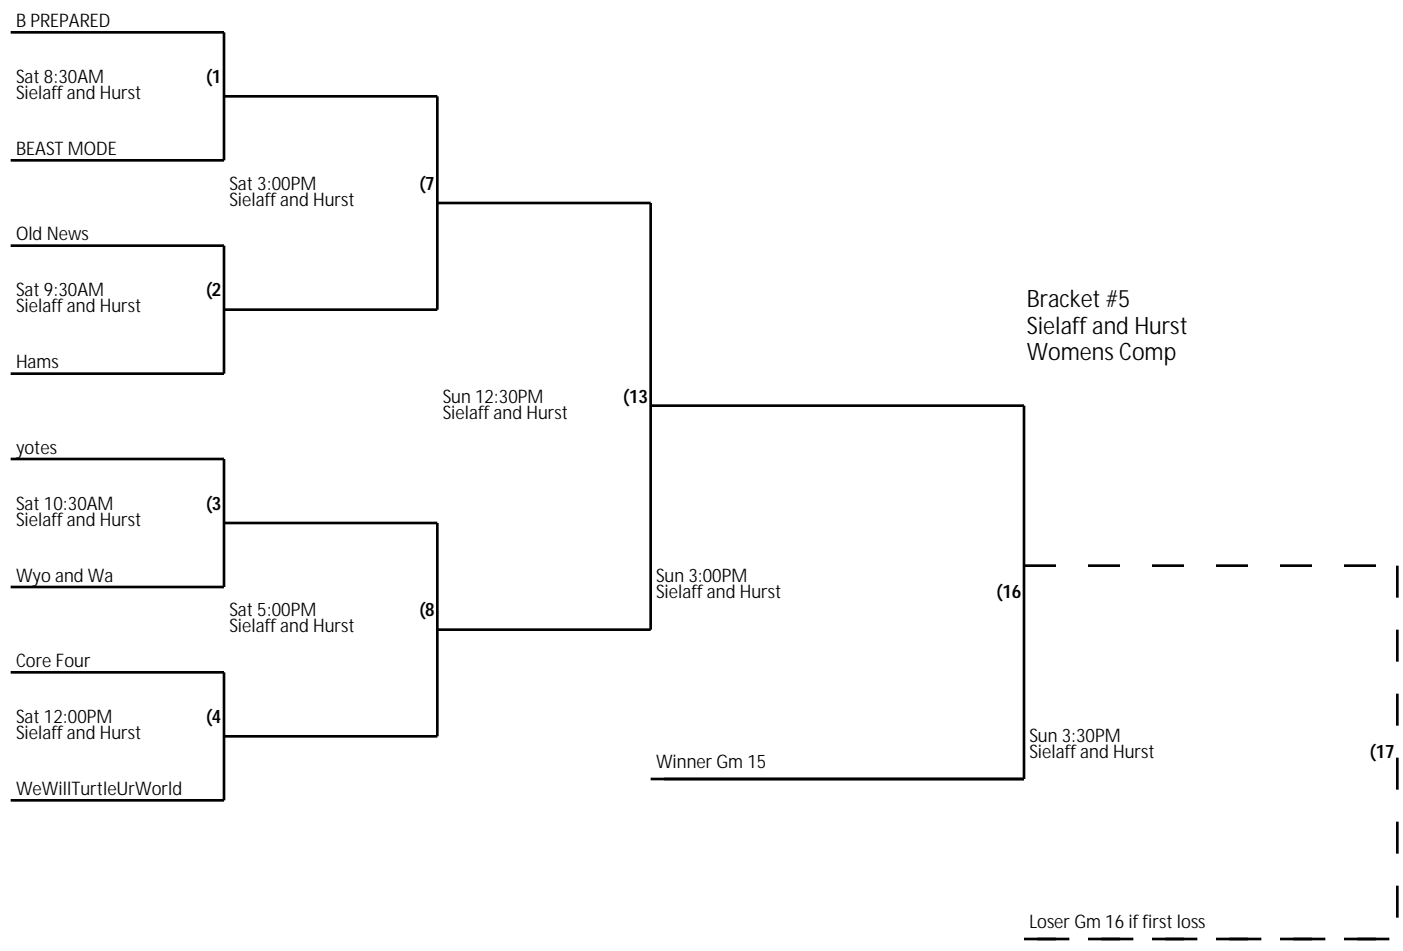 B PREPARED
Sat 8:30AM (1
Sielaff and Hurst
BEAST MODE
Sat 3:00PM (7
Sielaff and Hurst
Old News
Sat 9:30AM (2
Sielaff and Hurst
Hams
Sun 12:30PM (13
Sielaff and Hurst
Bracket #5
Sielaff and Hurst
Womens Comp
yotes
Sat 10:30AM (3
Sielaff and Hurst
Wyo and Wa
Sat 5:00PM (8
Sielaff and Hurst
Core Four
Sat 12:00PM (4
Sielaff and Hurst
WeWillTurtleUrWorld
Sun 3:00PM
Sielaff and Hurst (16
Winner Gm 15
Sun 3:30PM
Sielaff and Hurst (17
Loser Gm 16 if first loss